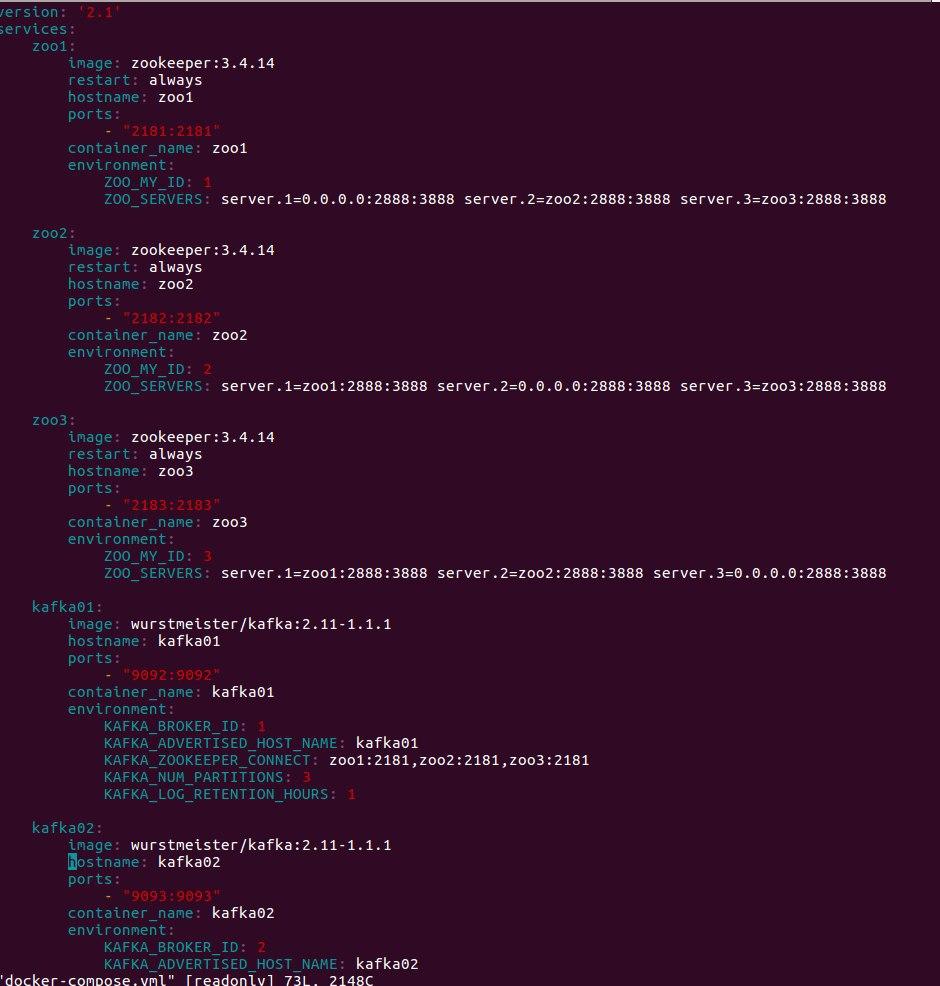 version: '2.1'
services:
    zoo1:
        image: zookeeper:3.4.14
        restart: always
        hostname: zoo1
        ports:
            - "2181:2181"
        container_name: zoo1
        environment:
            ZOO_MY_ID: 1
            ZOO_SERVERS: server.1=0.0.0.0:2888:3888 server.2=zoo2:2888:3888 server.3=zoo3:2888:3888

    zoo2:
        image: zookeeper:3.4.14
        restart: always
        hostname: zoo2
        ports:
            - "2182:2182"
        container_name: zoo2
        environment:
            ZOO_MY_ID: 2
            ZOO_SERVERS: server.1=zoo1:2888:3888 server.2=0.0.0.0:2888:3888 server.3=zoo3:2888:3888

    zoo3:
        image: zookeeper:3.4.14
        restart: always
        hostname: zoo3
        ports:
            - "2183:2183"
        container_name: zoo3
        environment:
            ZOO_MY_ID: 3
            ZOO_SERVERS: server.1=zoo1:2888:3888 server.2=zoo2:2888:3888 server.3=0.0.0.0:2888:3888

    kafka01:
        image: wurstmeister/kafka:2.11-1.1.1
        hostname: kafka01
        ports:
            - "9092:9092"
        container_name: kafka01
        environment:
            KAFKA_BROKER_ID: 1
            KAFKA_ADVERTISED_HOST_NAME: kafka01
            KAFKA_ZOOKEEPER_CONNECT: zoo1:2181,zoo2:2181,zoo3:2181
            KAFKA_NUM_PARTITIONS: 3
            KAFKA_LOG_RETENTION_HOURS: 1

    kafka02:
        image: wurstmeister/kafka:2.11-1.1.1
        hostname: kafka02
        ports:
            - "9093:9093"
        container_name: kafka02
        environment:
            KAFKA_BROKER_ID: 2
            KAFKA_ADVERTISED_HOST_NAME: kafka02
"docker-compose.yml" [readonly] 73L, 2148C